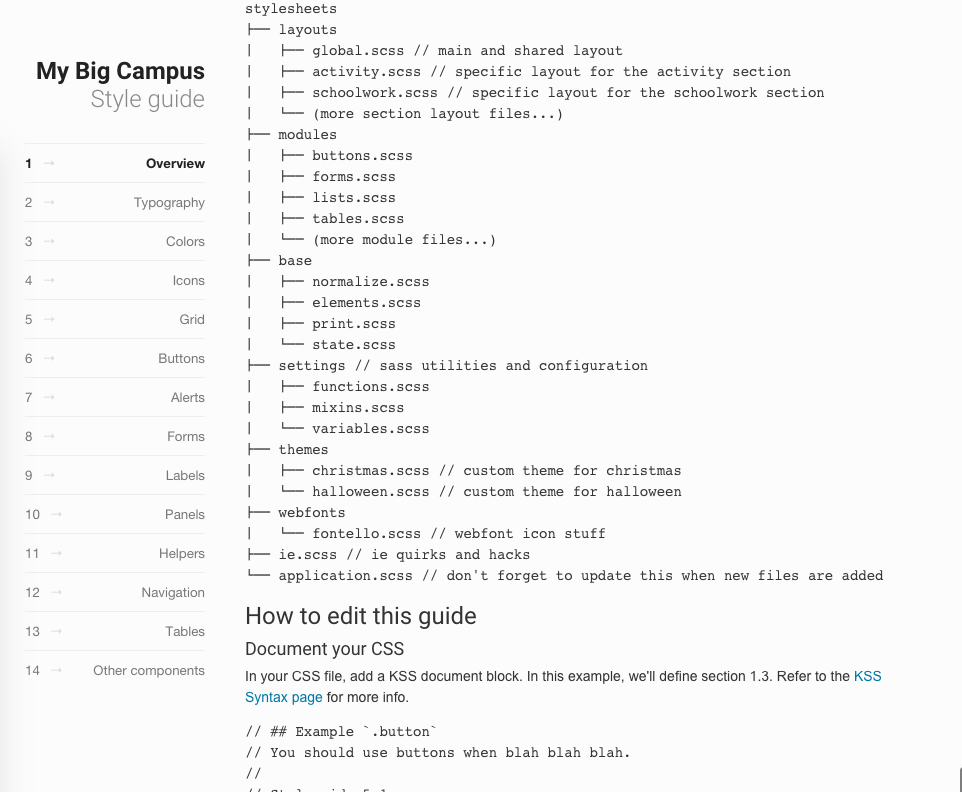 My Big Campus
Style guide
1 → Overview
2 → Typography
3 → Colors
4 → Icons
5 → Grid
6 → Buttons
7 → Alerts
8 → Forms
9 → Labels
10 → Panels
11 → Helpers
12 → Navigation
13 → Tables
14 → Other components
stylesheets
├── layouts
|   ├── global.scss // main and shared layout
|   ├── activity.scss // specific layout for the activity section
|   ├── schoolwork.scss // specific layout for the schoolwork section
|   └── (more section layout files...)
├── modules
|   ├── buttons.scss
|   ├── forms.scss
|   ├── lists.scss
|   ├── tables.scss
|   └── (more module files...)
├── base
|   ├── normalize.scss
|   ├── elements.scss
|   ├── print.scss
|   └── state.scss
├── settings // sass utilities and configuration
|   ├── functions.scss
|   ├── mixins.scss
|   └── variables.scss
├── themes
|   ├── christmas.scss // custom theme for christmas
|   └── halloween.scss // custom theme for halloween
├── webfonts
|   └── fontello.scss // webfont icon stuff
├── ie.scss // ie quirks and hacks
└── application.scss // don't forget to update this when new files are added
How to edit this guide
Document your CSS
In your CSS file, add a KSS document block. In this example, we'll define section 1.3. Refer to the KSS
Syntax page for more info.
// ## Example `.button`
// You should use buttons when blah blah blah.
//